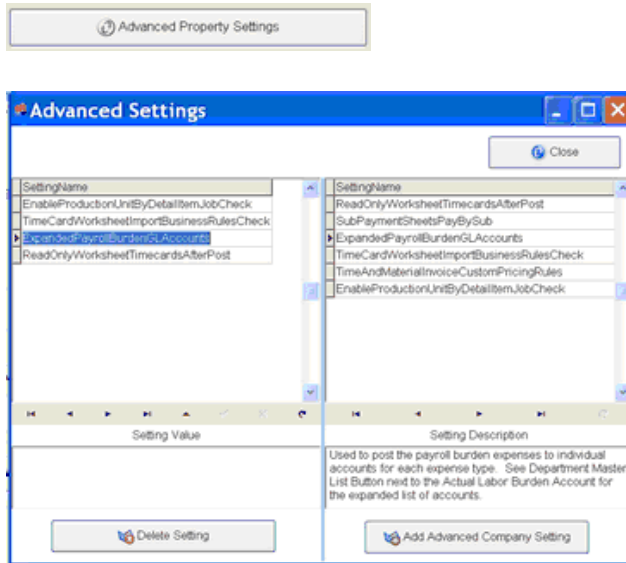 Advanced Property Settings
Advanced Settings
Close
SettingName
EnableProductionUnitByDetailItemJobCheck
TimeCardWorksheetImportBusinessRulesCheck
ExpandedPayrollBurdenGLAccounts
ReadOnlyWorksheetTimecardsAfterPost
SettingName
ReadOnlyWorksheetTimecardsAfterPost
SubPaymentSheetsPayBySub
ExpandedPayrollBurdenGLAccounts
TimeCardWorksheetImportBusinessRulesCheck
TimeAndMaterialInvoiceCustomPricingRules
EnableProductionUnitByDetailItemJobCheck
Setting Value
Setting Description
Used to post the payroll burden expenses to individual
accounts for each expense type. See Department Master
List Button next to the Actual Labor Burden Account for
the expanded list of accounts.
Delete Setting
Add Advanced Company Setting